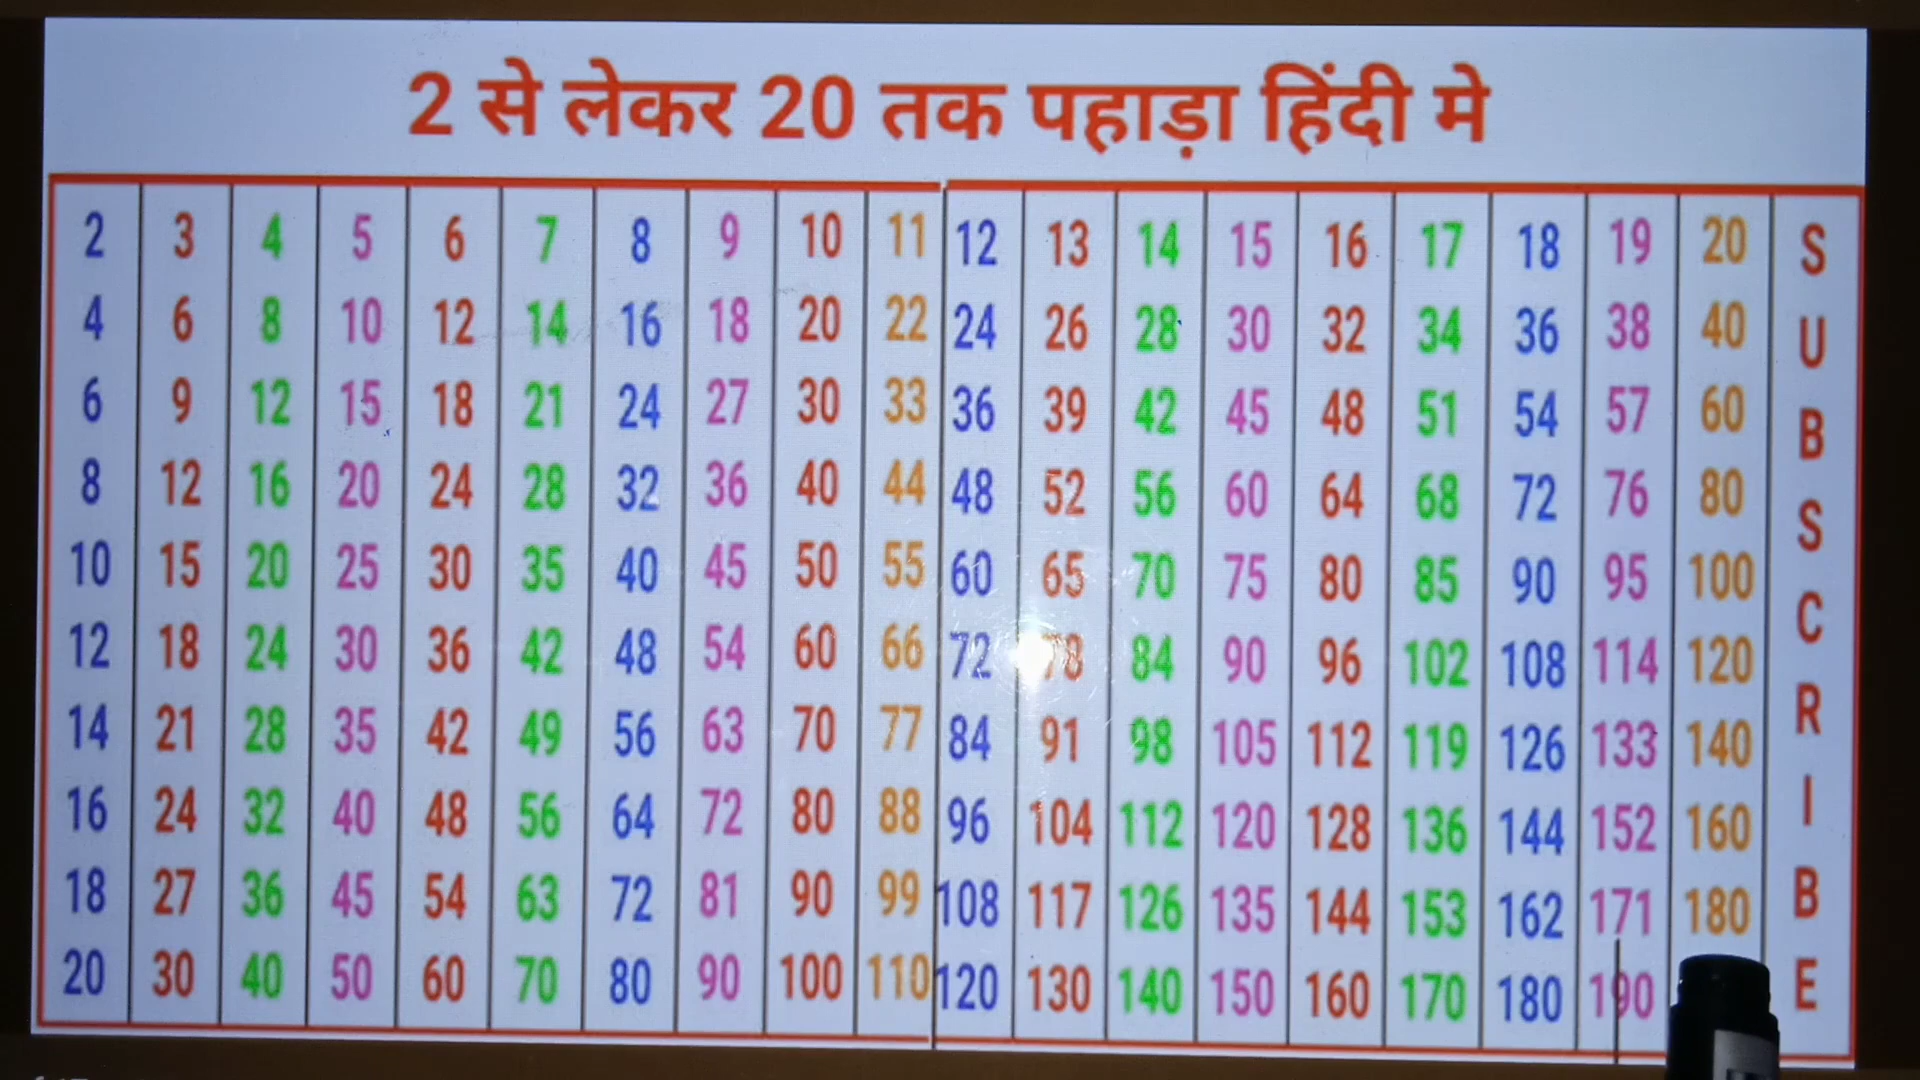 2 से लेकर 20 तक पहाड़ा हिंदी मे
2 3 4 5 6 7 8 9 10 11 12 13 14 15 16 17 18 19 20
4 6 8 10 12 14 16 18 20 22 24 26 28 30 32 34 36 38 40
6 9 12 15 18 21 24 27 30 33 36 39 42 45 48 51 54 57 60
8 12 16 20 24 28 32 36 40 44 48 52 56 60 64 68 72 76 80
10 15 20 25 30 35 40 45 50 55 60 65 70 75 80 85 90 95 100
12 18 24 30 36 42 48 54 60 66 72 78 84 90 96 102 108 114 120
14 21 28 35 42 49 56 63 70 77 84 91 98 105 112 119 126 133 140
16 24 32 40 48 56 64 72 80 88 96 104 112 120 128 136 144 152 160
18 27 36 45 54 63 72 81 90 99 108 117 126 135 144 153 162 171 180
20 30 40 50 60 70 80 90 100 110 120 130 140 150 160 170 180 190
SUBSCRIBE